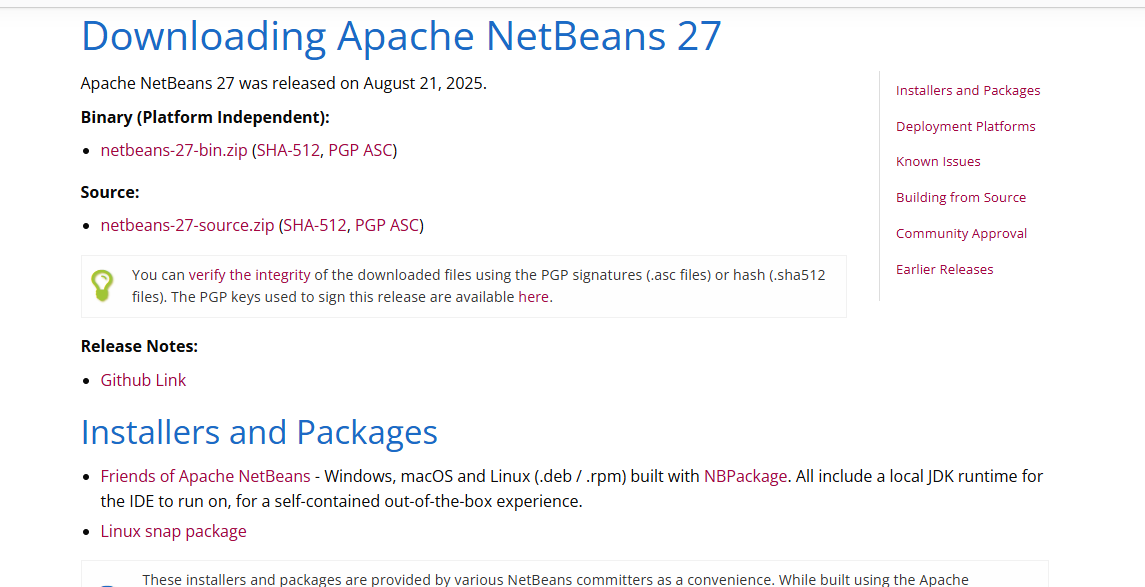 Downloading Apache NetBeans 27
Apache NetBeans 27 was released on August 21, 2025.
Binary (Platform Independent):
• netbeans-27-bin.zip (SHA-512, PGP ASC)
Source:
• netbeans-27-source.zip (SHA-512, PGP ASC)
You can verify the integrity of the downloaded files using the PGP signatures (.asc files) or hash (.sha512
files). The PGP keys used to sign this release are available here.
Release Notes:
• Github Link
Installers and Packages
• Friends of Apache NetBeans - Windows, macOS and Linux (.deb / .rpm) built with NBPackage. All include a local JDK runtime for
the IDE to run on, for a self-contained out-of-the-box experience.
• Linux snap package
These installers and packages are provided by various NetBeans committers as a convenience. While built using the Apache
Installers and Packages
Deployment Platforms
Known Issues
Building from Source
Community Approval
Earlier Releases